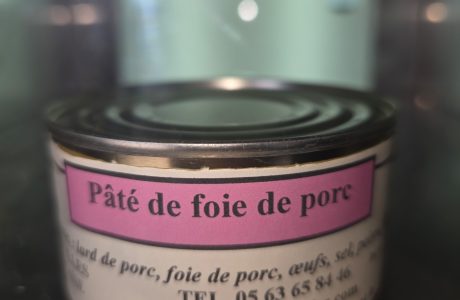 Pâté de foie de porc
: lard de porc, foie de porc, œufs, sel,
TEL 05 63 65 84 46